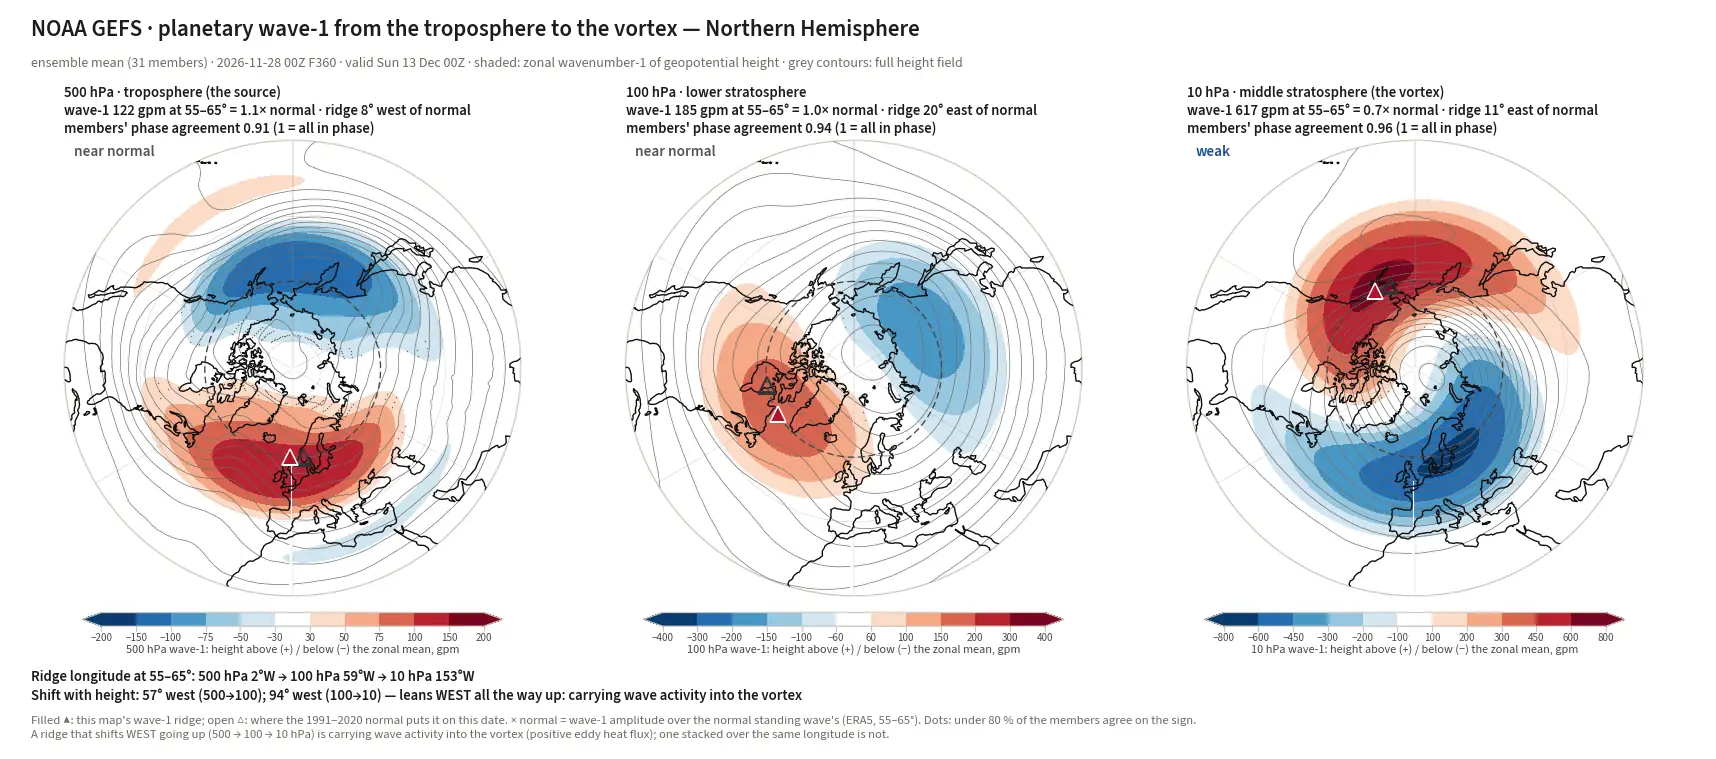 NOAA GEFS · planetary wave-1 from the troposphere to the vortex — Northern Hemisphere
ensemble mean (31 members) · 2026-11-28 00Z F360 · valid Sun 13 Dec 00Z · shaded: zonal wavenumber-1 of geopotential height · grey contours: full height field
500 hPa · troposphere (the source)
wave-1 122 gpm at 55–65° = 1.1× normal · ridge 8° west of normal
members' phase agreement 0.91 (1 = all in phase)
near normal
100 hPa · lower stratosphere
wave-1 185 gpm at 55–65° = 1.0× normal · ridge 20° east of normal
members' phase agreement 0.94 (1 = all in phase)
near normal
10 hPa · middle stratosphere (the vortex)
wave-1 617 gpm at 55–65° = 0.7× normal · ridge 11° east of normal
members' phase agreement 0.96 (1 = all in phase)
weak
−200 −150 −100 −75 −50 −30 30 50 75 100 150 200
500 hPa wave-1: height above (+) / below (−) the zonal mean, gpm
−400 −300 −200 −150 −100 −60 60 100 150 200 300 400
100 hPa wave-1: height above (+) / below (−) the zonal mean, gpm
−800 −600 −450 −300 −200 −100 100 200 300 450 600 800
10 hPa wave-1: height above (+) / below (−) the zonal mean, gpm
Ridge longitude at 55–65°: 500 hPa 2°W → 100 hPa 59°W → 10 hPa 153°W
Shift with height: 57° west (500→100); 94° west (100→10) — leans WEST all the way up: carrying wave activity into the vortex
Filled ▲: this map's wave-1 ridge; open △: where the 1991–2020 normal puts it on this date. × normal = wave-1 amplitude over the normal standing wave's (ERA5, 55–65°). Dots: under 80 % of the members agree on the sign.
A ridge that shifts WEST going up (500 → 100 → 10 hPa) is carrying wave activity into the vortex (positive eddy heat flux); one stacked over the same longitude is not.